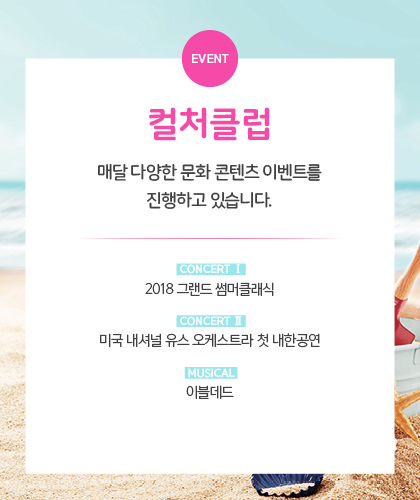 EVENT
컬처클럽
매달 다양한 문화 콘텐츠 이벤트를
진행하고 있습니다.
CONCERT Ⅰ
2018 그랜드 썸머클래식
CONCERT Ⅱ
미국 내셔널 유스 오케스트라 첫 내한공연
MUSICAL
이블데드